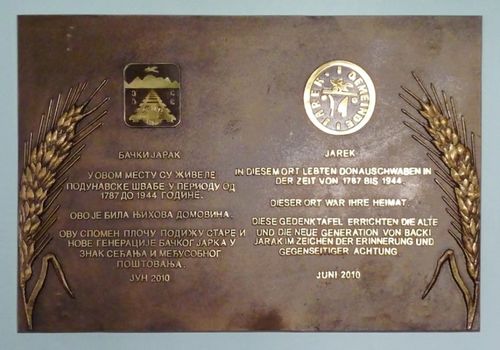 БАЧКИ ЈАРАК
У ОВОМ МЕСТУ СУ ЖИВЕЛЕ
ПОДУНАВСКЕ ШВАБЕ У ПЕРИОДУ ОД
1787 ДО 1944. ГОДИНЕ.
ОВО ЈЕ БИЛА ЊИХОВА ДОМОВИНА.
ОВУ СПОМЕН ПЛОЧУ ПОДИЖУ СТАРЕ И
НОВЕ ГЕНЕРАЦИЈЕ БАЧКОГ ЈАРКА У
ЗНАК СЕЋАЊА И МЕЂУСОБНОГ
ПОШТОВАЊА.
ЈУН 2010
GEMEINDE JAREK
JAREK
IN DIESEM ORT LEBTEN DONAUSCHWABEN IN
DER ZEIT VON 1787 BIS 1944
DIESER ORT WAR IHRE HEIMAT.
DIESE GEDENKTAFEL ERRICHTEN DIE ALTE
UND DIE NEUE GENERATION VON BACKI
JARAK IM ZEICHEN DER ERINNERUNG UND
GEGENSEITIGER ACHTUNG.
JUNI 2010